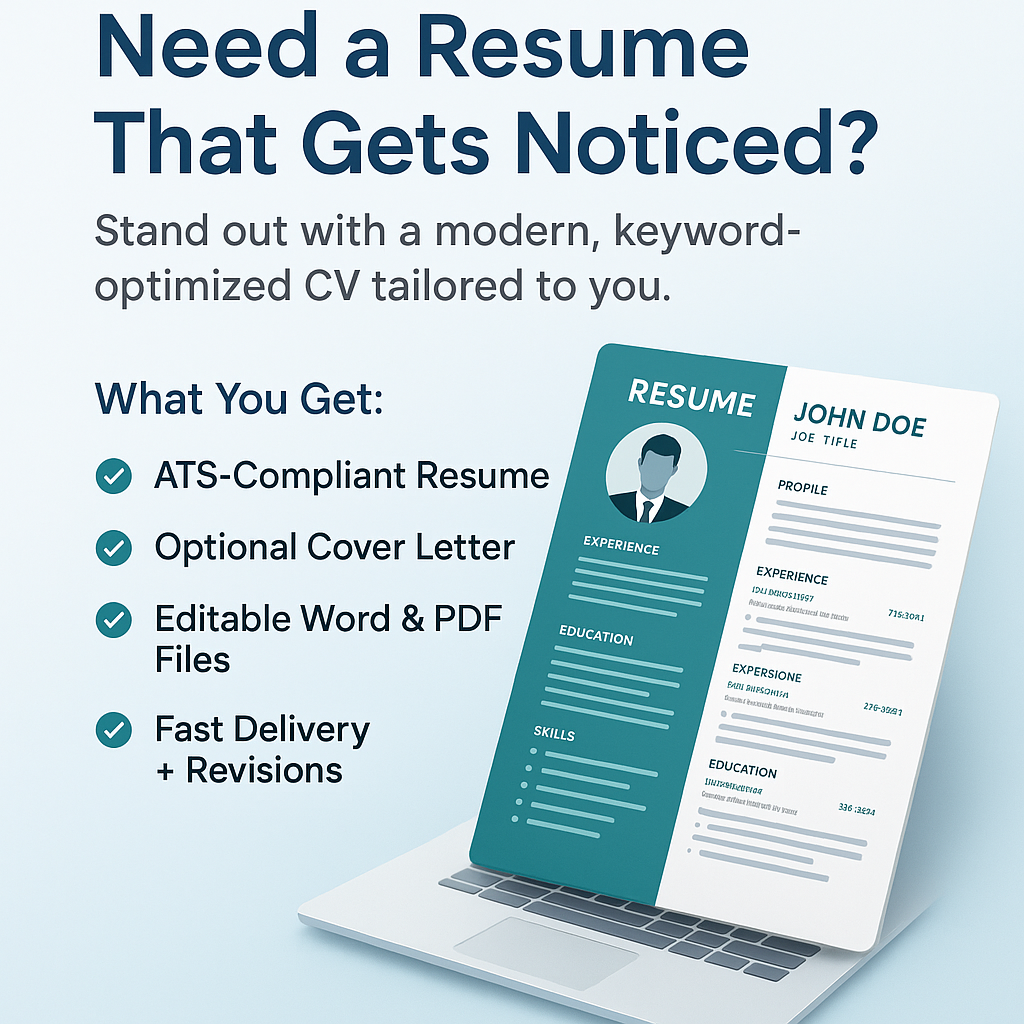 Need a Resume
That Gets Noticed?
Stand out with a modern, keyword-
optimized CV tailored to you.
What You Get:
ATS-Compliant Resume
Optional Cover Letter
Editable Word & PDF
Files
Fast Delivery
+ Revisions
RESUME
EXPERIENCE
EDUCATION
SKILLS
JOHN DOE
JOE TIFLE
PROPILE
EXPERIENCE
EXPERSIONE
EDUCATION